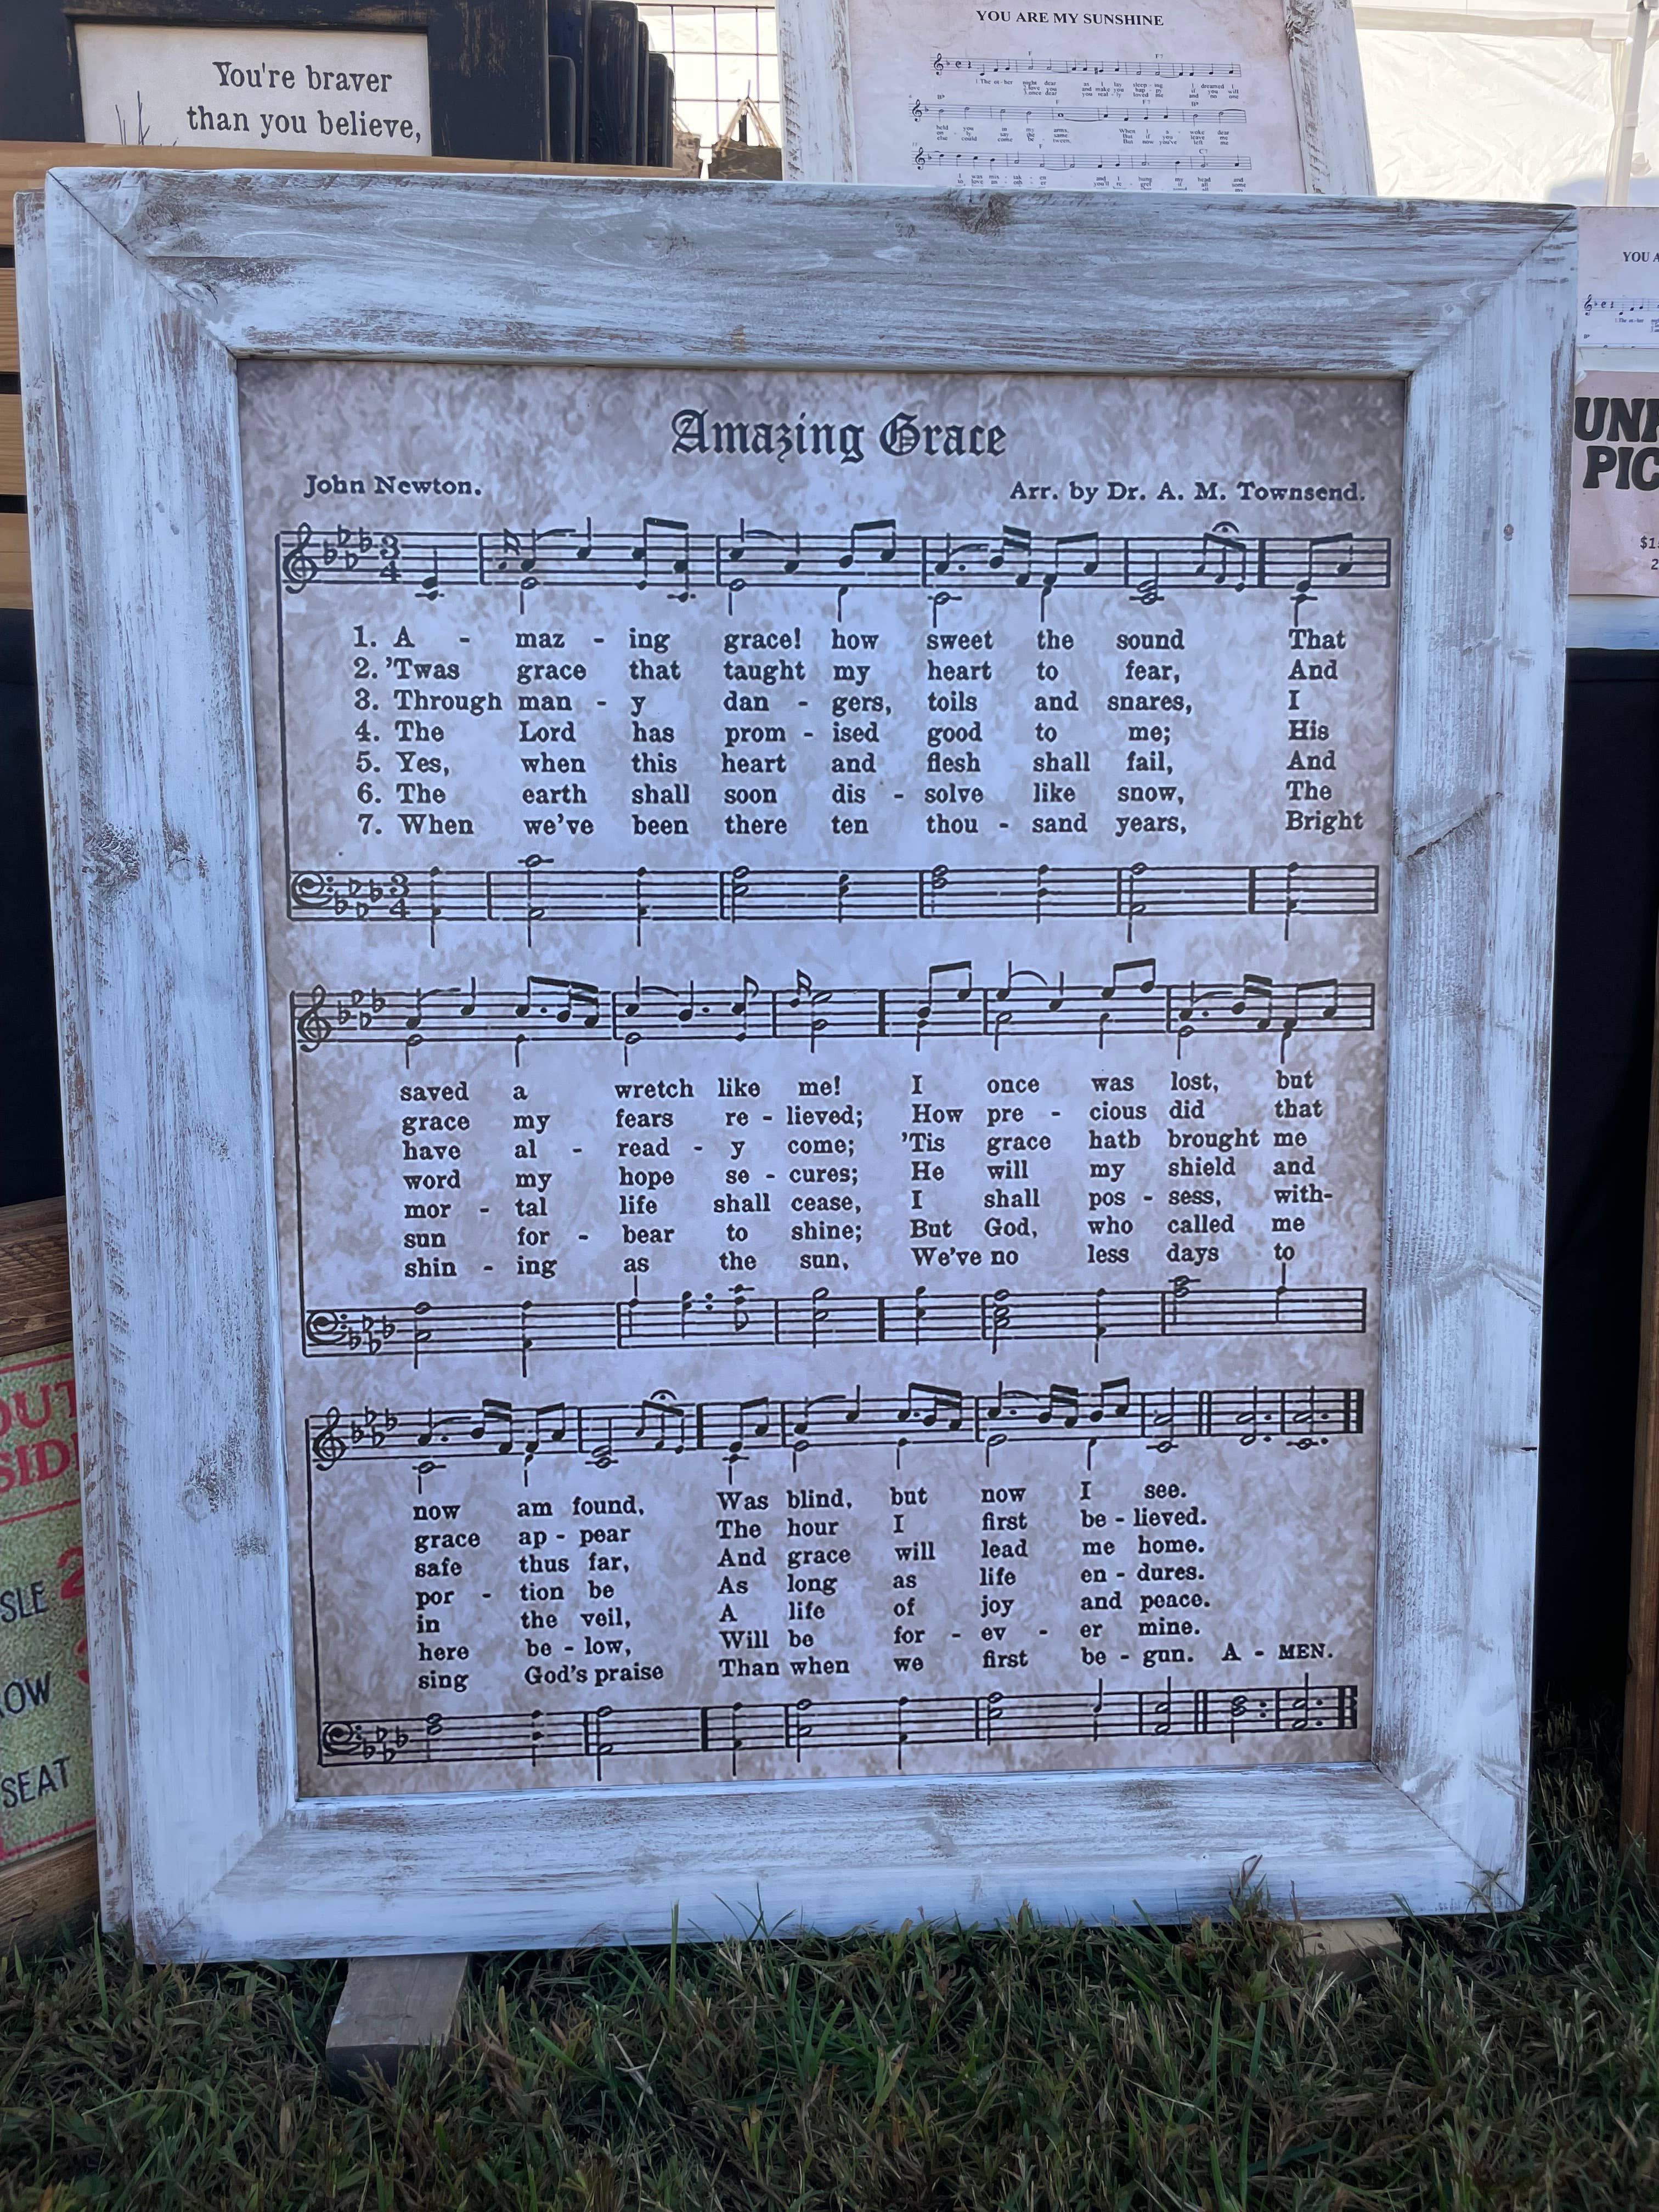 You're braver
than you believe,
YOU ARE MY SUNSHINE
YOU A
UNF
PIC
Amazing Grace
John Newton.
Arr. by Dr. A. M. Townsend.
1. A - maz - ing grace! how sweet the sound That
2. 'Twas grace that taught my heart to fear, And
3. Through man - y dan - gers, toils and snares, I
4. The Lord has prom - ised good to me; His
5. Yes, when this heart and flesh shall fail, And
6. The earth shall soon dis - solve like snow, The
7. When we've been there ten thou - sand years, Bright
saved a wretch like me! I once was lost, but
grace my fears re - lieved; How pre - cious did that
have al - read - y come; 'Tis grace hath brought me
word my hope se - cures; He will my shield and
mor - tal life shall cease, I shall pos - sess, with-
sun for - bear to shine; But God, who called me
shin - ing as the sun, We've no less days to
now am found, Was blind, but now I see.
grace ap - pear The hour I first be - lieved.
safe thus far, And grace will lead me home.
por - tion be As long as life en - dures.
in the veil, A life of joy and peace.
here be - low, Will be for - ev - er mine.
sing God's praise Than when we first be - gun. A - MEN.
OUT
SID
SLE 2
OW
SEAT